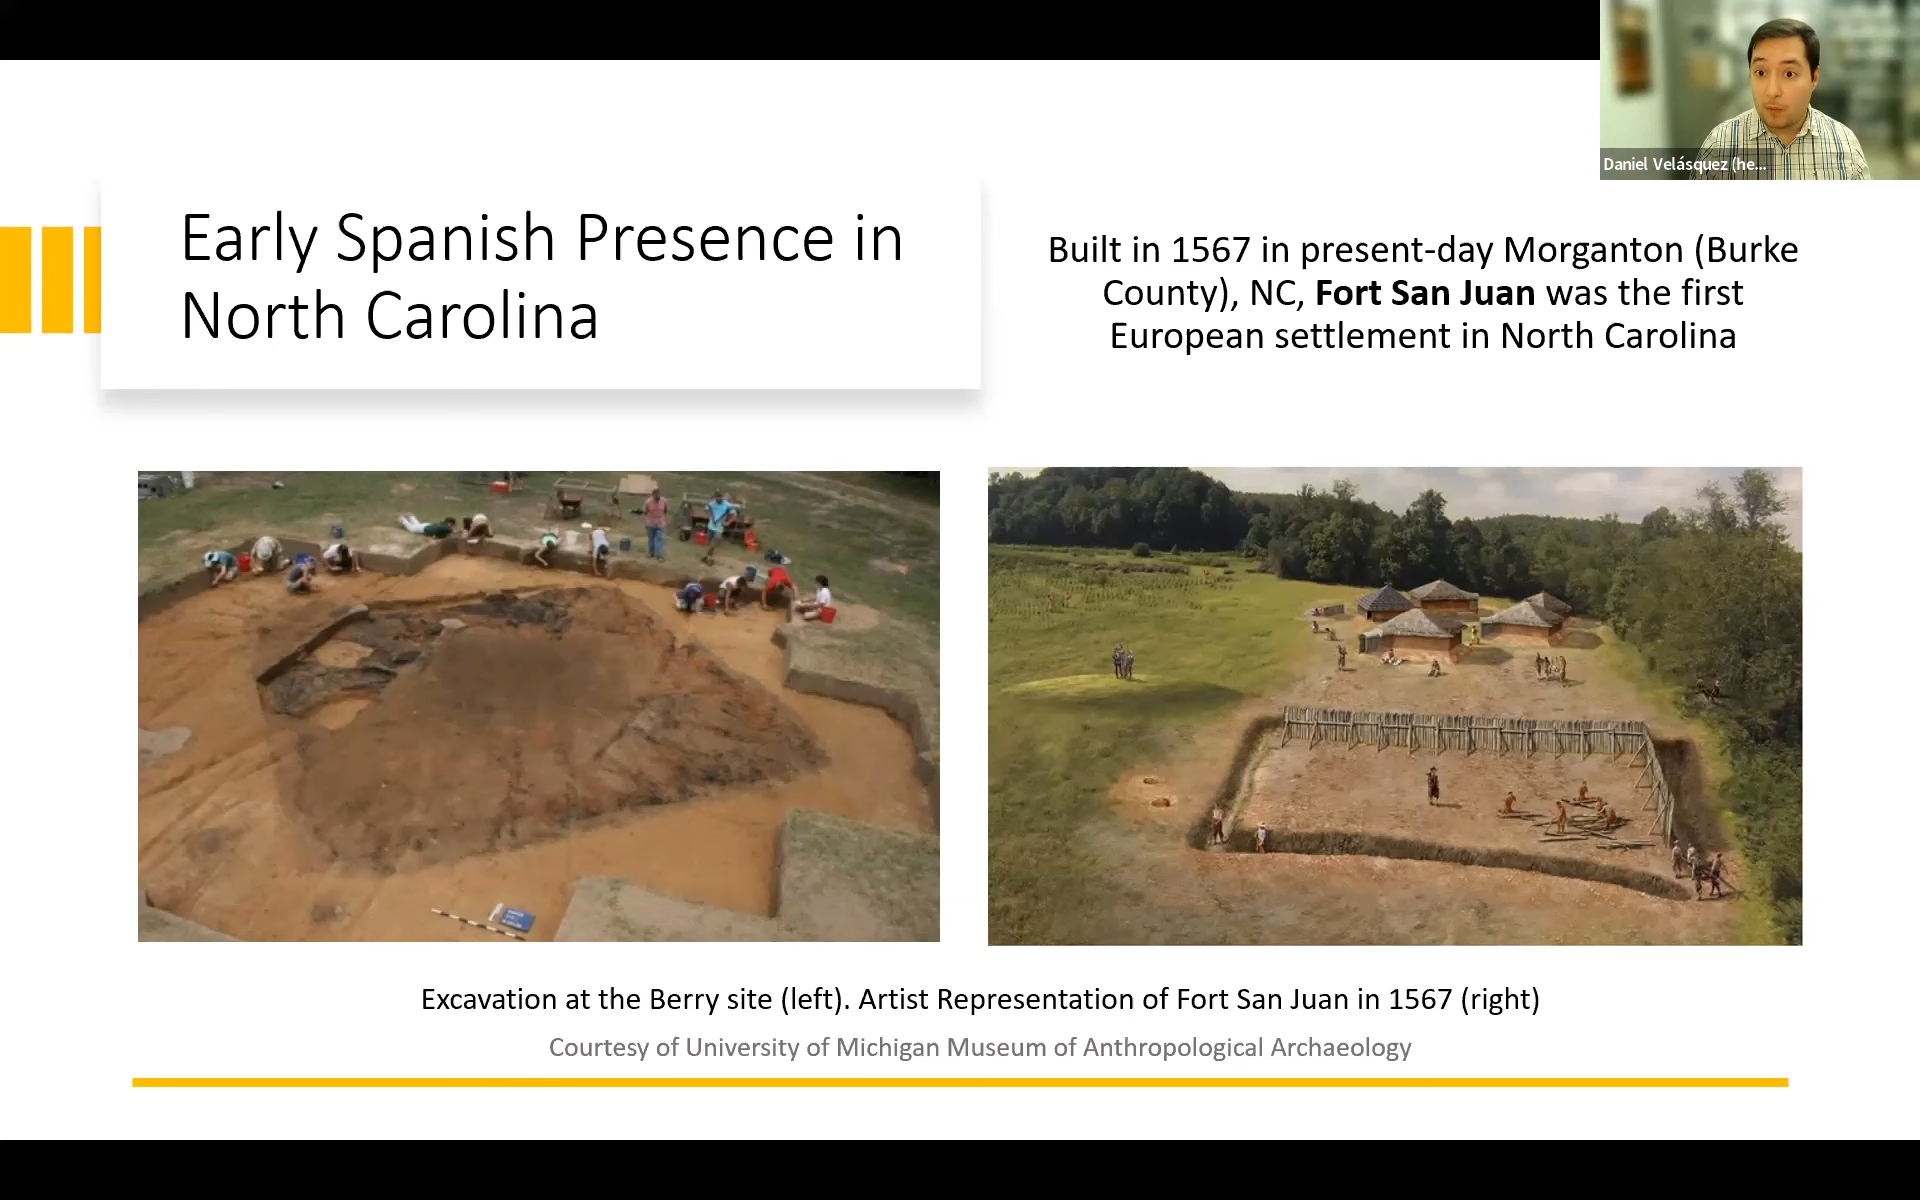 Daniel Velásquez (he...
Early Spanish Presence in
North Carolina
Built in 1567 in present-day Morganton (Burke
County), NC, Fort San Juan was the first
European settlement in North Carolina
Excavation at the Berry site (left). Artist Representation of Fort San Juan in 1567 (right)
Courtesy of University of Michigan Museum of Anthropological Archaeology